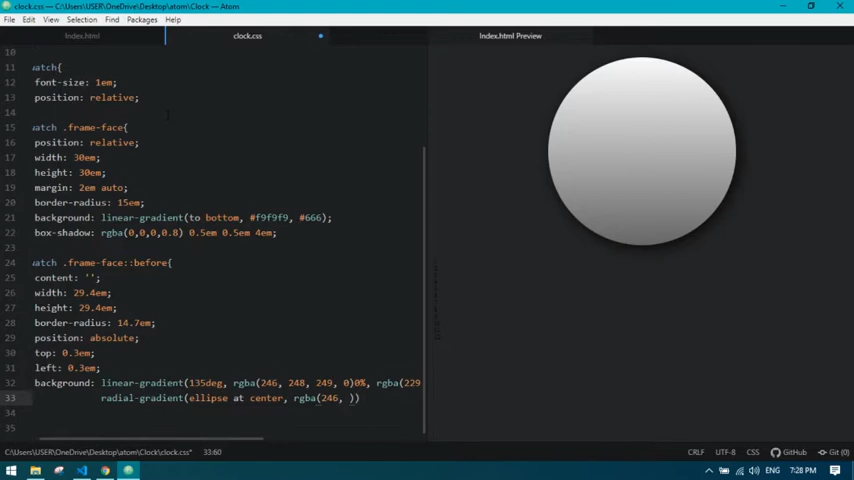 clock.css — C:\Users\USER\OneDrive\Desktop\atom\Clock — Atom
File Edit View Selection Find Packages Help
Index.html clock.css Index.html Preview
10
11 watch{
12 font-size: 1em;
13 position: relative;
14
15 watch .frame-face{
16 position: relative;
17 width: 30em;
18 height: 30em;
19 margin: 2em auto;
20 border-radius: 15em;
21 background: linear-gradient(to bottom, #f9f9f9, #666);
22 box-shadow: rgba(0,0,0,0.8) 0.5em 0.5em 4em;
23
24 watch .frame-face::before{
25 content: '';
26 width: 29.4em;
27 height: 29.4em;
28 border-radius: 14.7em;
29 position: absolute;
30 top: 0.3em;
31 left: 0.3em;
32 background: linear-gradient(135deg, rgba(246, 248, 249, 0)0%, rgba(229
33 radial-gradient(ellipse at center, rgba(246, ))
34
35
C:\Users\USER\OneDrive\Desktop\atom\Clock\clock.css* 33:60 CRLF UTF-8 CSS GitHub Git (0)
ENG 7:28 PM